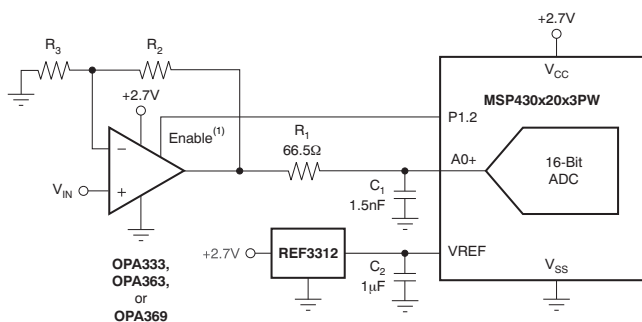 +2.7V
R3
R2
VCC
+2.7V
MSP430x20x3PW
Enable(1)
P1.2
R1
66.5Ω
−
A0+
16-Bit
ADC
VIN
+
C1
1.5nF
+2.7V
REF3312
VREF
OPA333,
OPA363,
or
OPA369
C2
1μF
VSS